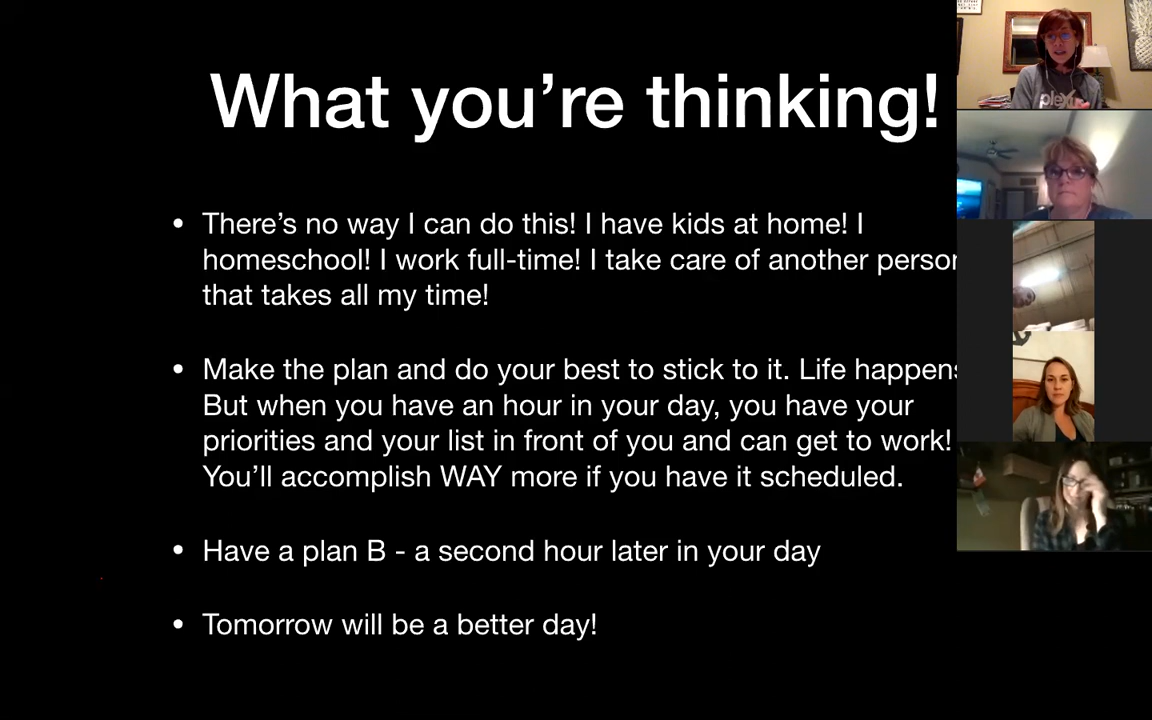 What you're thinking!
• There's no way I can do this! I have kids at home! I
homeschool! I work full-time! I take care of another person
that takes all my time!
• Make the plan and do your best to stick to it. Life happens
But when you have an hour in your day, you have your
priorities and your list in front of you and can get to work!
You'll accomplish WAY more if you have it scheduled.
• Have a plan B - a second hour later in your day
• Tomorrow will be a better day!
plexu